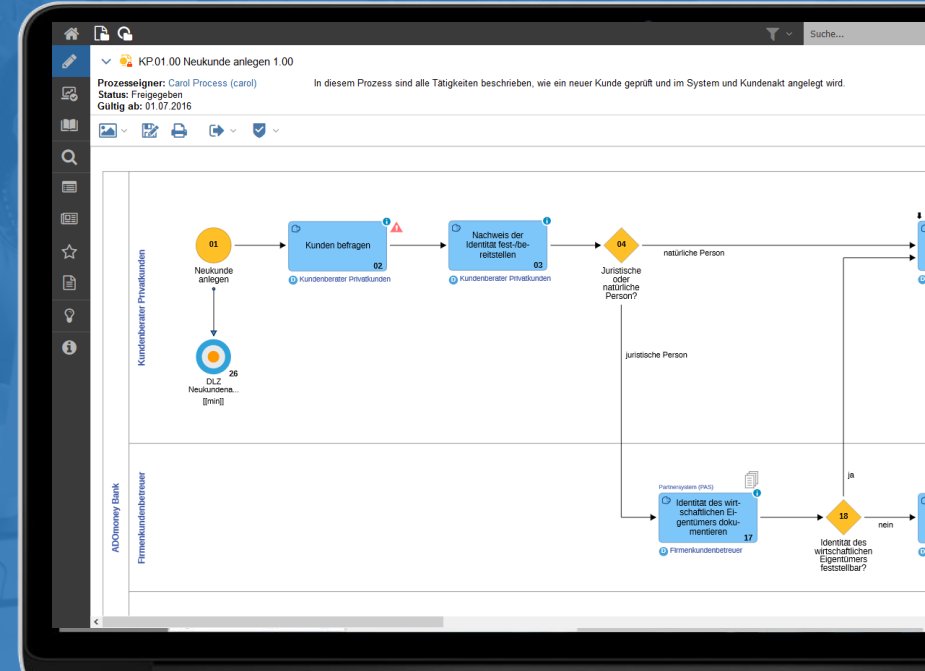 Suche...
KP.01.00 Neukunde anlegen 1.00
Prozesseigner: Carol Process (carol)
In diesem Prozess sind alle Tätigkeiten beschrieben, wie ein neuer Kunde geprüft und im System und Kundenakt angelegt wird.
Status: Freigegeben
Gültig ab: 01.07.2016
ADOmoney Bank
Kundenberater Privatkunden
01
Neukunde
anlegen
Kunden befragen
02
D Kundenberater Privatkunden
Nachweis der
Identität fest-/be-
reitstellen
03
D Kundenberater Privatkunden
04
Juristische
oder
natürliche
Person?
natürliche Person
juristische Person
26
DLZ
Neukundena...
[[min]]
Firmenkundenbetreuer
Partnersystem (PAS)
Identität des wirt-
schaftlichen Ei-
gentümers doku-
mentieren
17
D Firmenkundenbetreuer
ja
18
nein
Identität des
wirtschaftlichen
Eigentümers
feststellbar?